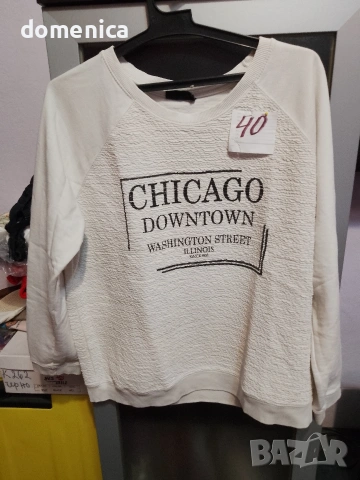 domenica
40
CHICAGO
DOWNTOWN
WASHINGTON STREET
ILLINOIS
BAZAR